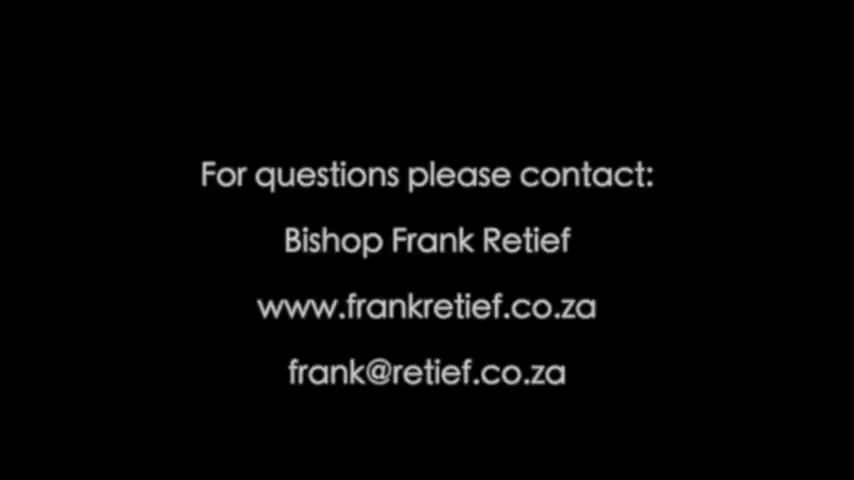 For questions please contact:
Bishop Frank Retief
www.frankretief.co.za
frank@retief.co.za